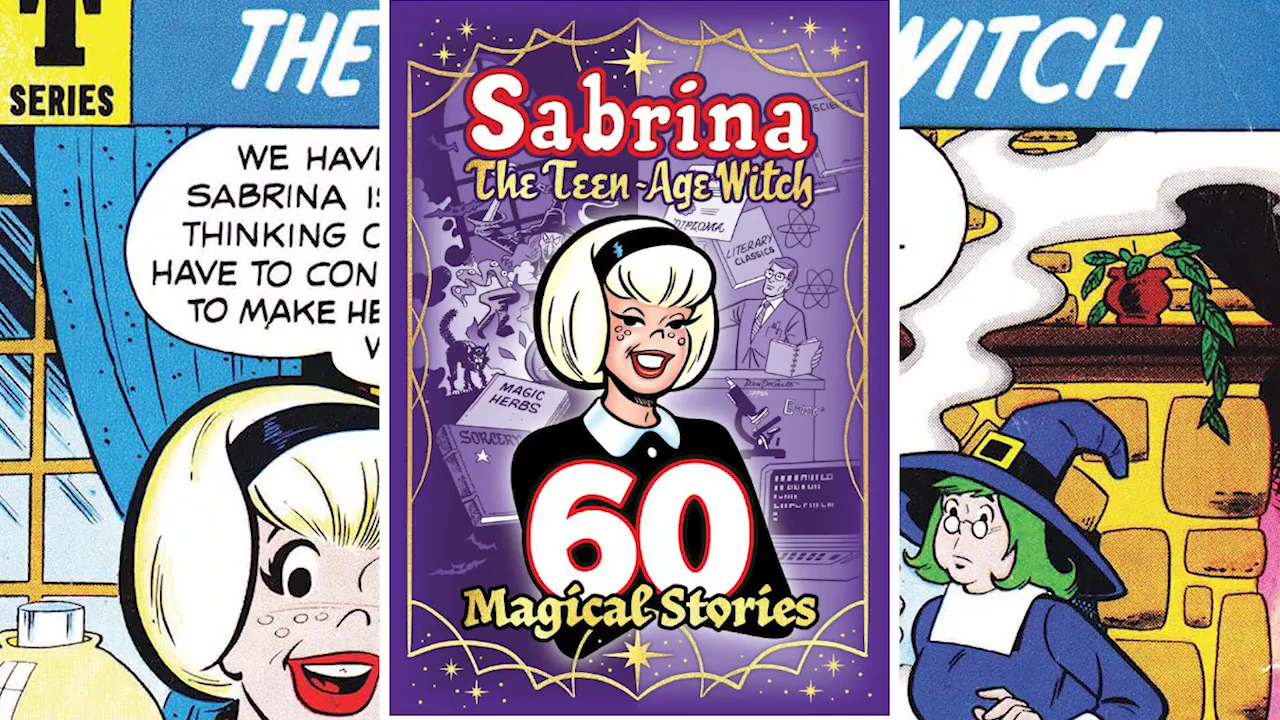 T
SERIES
THE
WITCH
WE HAV
SABRINA IS
THINKING
HAVE TO CON
TO MAKE HE
Sabrina
The Teen-Age Witch
SCIENCE
DIPLOMA
LITERARY
CLASSICS
MAGIC
HERBS
SORCERY
E=mc²
60
Magical Stories